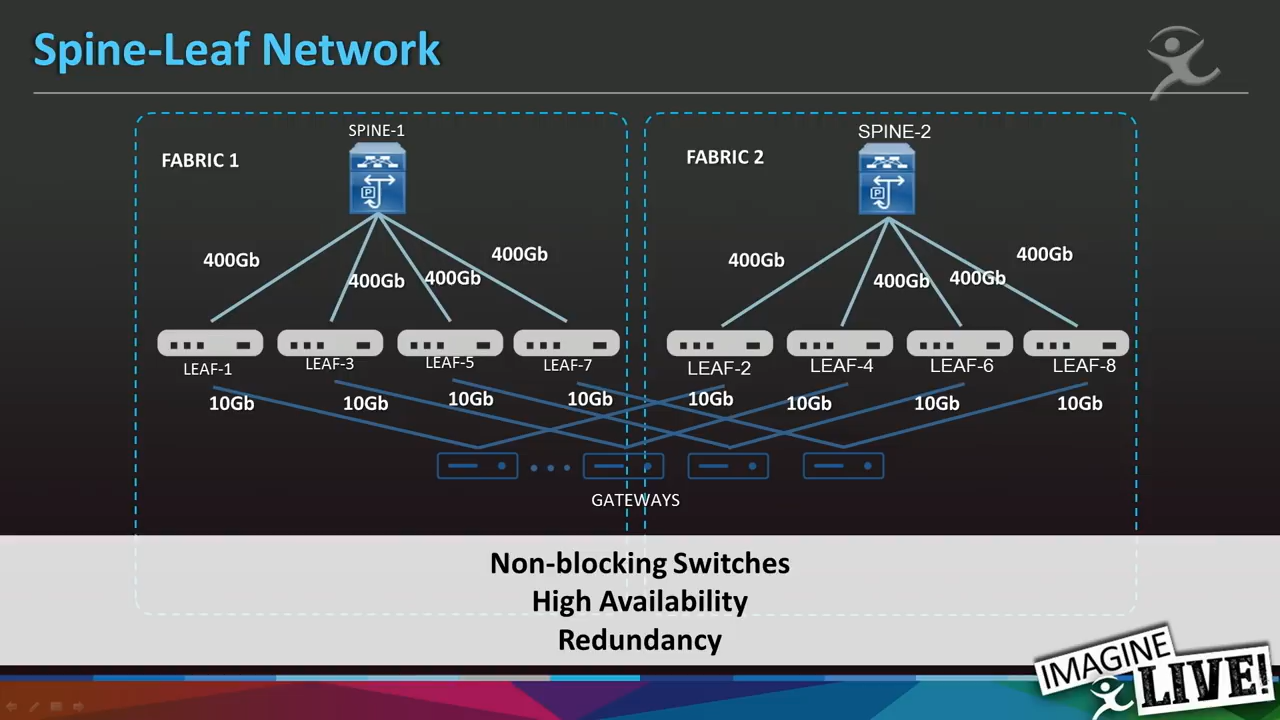 Spine-Leaf Network
SPINE-1
SPINE-2
FABRIC 1
FABRIC 2
P
P
400Gb
400Gb
400Gb
400Gb
400Gb
400Gb
400Gb
400Gb
LEAF-1
LEAF-3
LEAF-5
LEAF-7
LEAF-2
LEAF-4
LEAF-6
LEAF-8
10Gb
10Gb
10Gb
10Gb
10Gb
10Gb
10Gb
10Gb
GATEWAYS
Non-blocking Switches
High Availability
Redundancy
IMAGINE
LIVE!